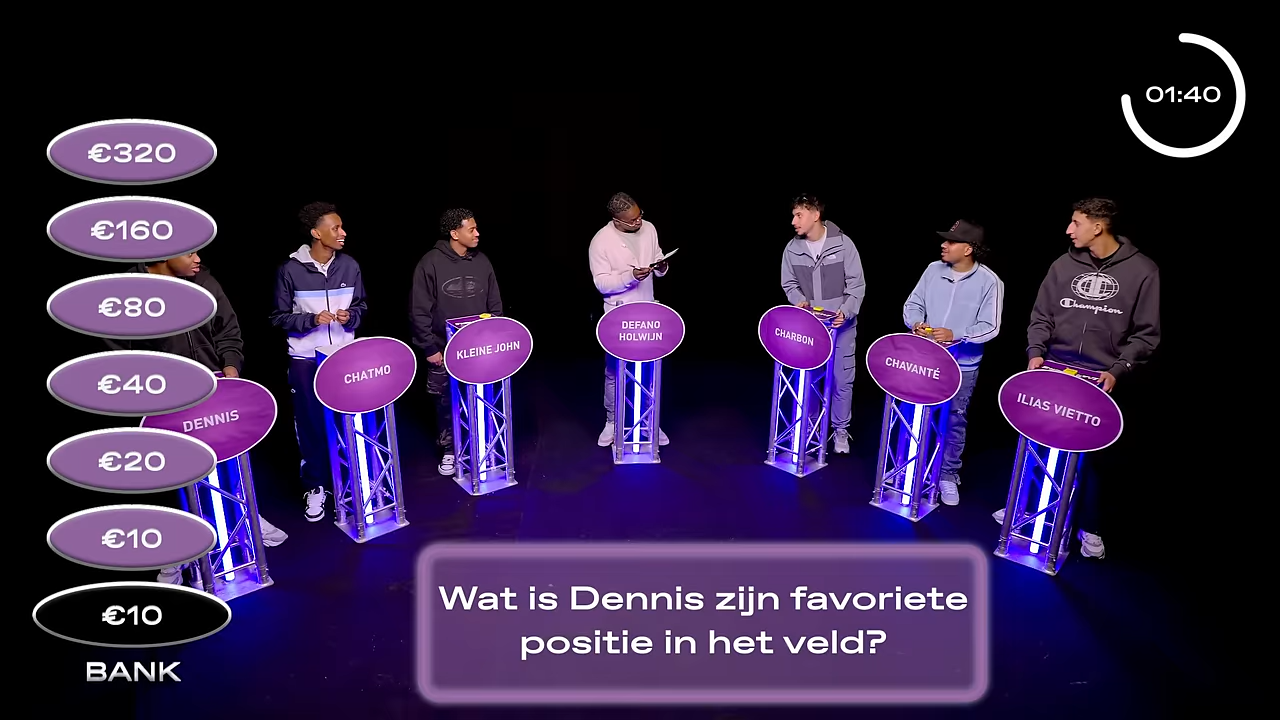 01:40
€320
€160
€80
€40
€20
€10
€10
BANK
DENNIS
CHATMO
KLEINE JOHN
DEFANO
HOLWIJN
CHARBON
CHAVANTÉ
ILIAS VIETTO
Champion
Wat is Dennis zijn favoriete
positie in het veld?